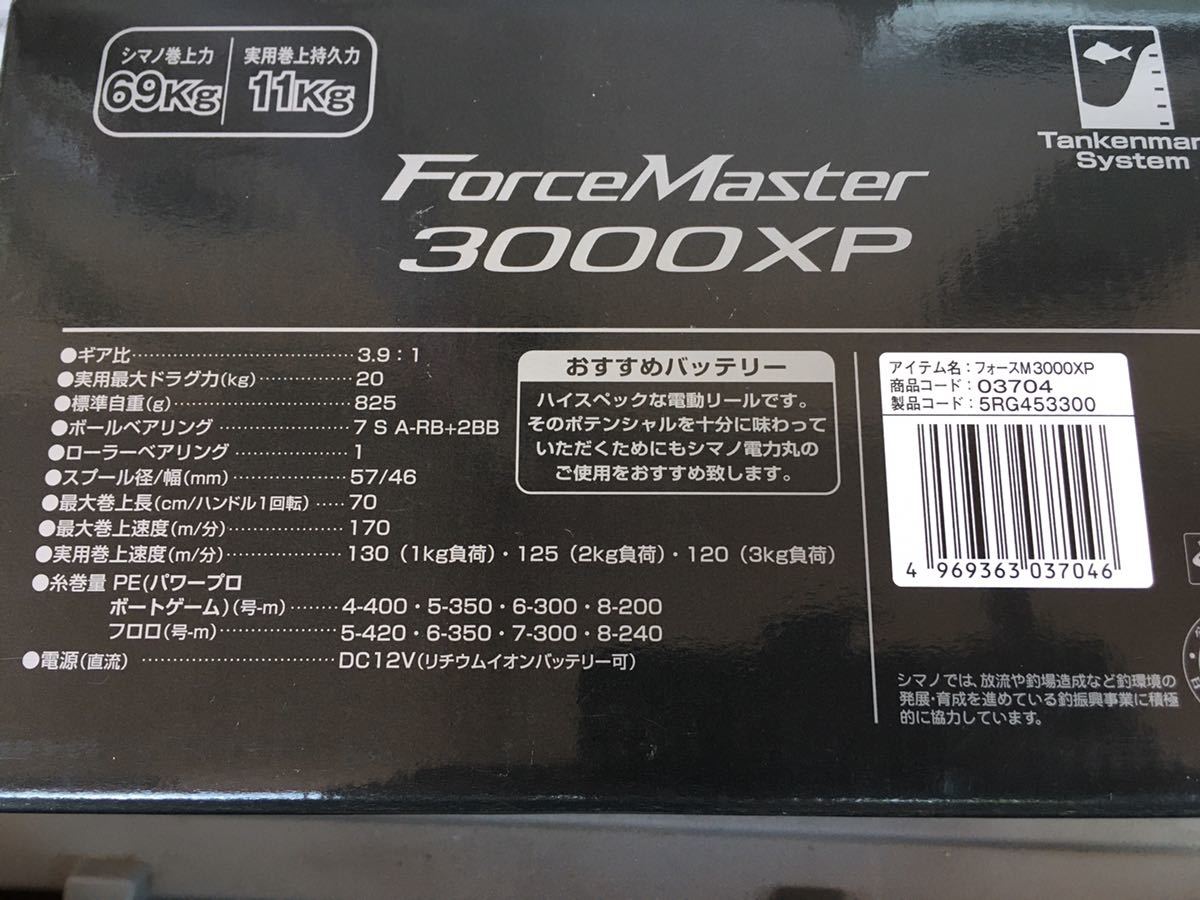 シマノ巻上力
69Kg
実用巻上持久力
11Kg
Tankenmar
System
ForceMaster
3000XP
●ギア比………………………3.9:1
●実用最大ドラグ力(kg)……………20
●標準自重(g)………………………825
●ボールベアリング………………7 S A-RB+2BB
●ローラーベアリング……………1
●スプール径/幅(mm)……………57/46
●最大巻上長(cm/ハンドル1回転)……70
●最大巻上速度(m/分)……………170
●実用巻上速度(m/分)……………130(1kg負荷)・125(2kg負荷)・120(3kg負荷)
●糸巻量 PE(パワープロ
ボートゲーム)(号-m)………4-400・5-350・6-300・8-200
フロロ(号-m)………………5-420・6-350・7-300・8-240
●電源(直流)………………………DC12V(リチウムイオンバッテリー可)
おすすめバッテリー
ハイスペックな電動リールです。
そのポテンシャルを十分に味わって
いただくためにもシマノ電力丸の
ご使用をおすすめ致します。
アイテム名:フォースM3000XP
商品コード:03704
製品コード:5RG453300
4 969363 037046
シマノでは、放流や釣場造成など釣環境の
発展・育成を進めている釣振興事業に積極
的に協力しています。